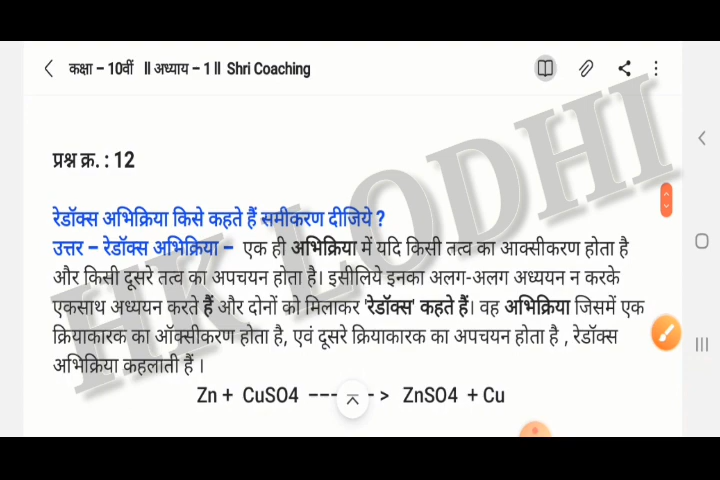 कक्षा – 10वीं ॥ अध्याय – 1 ॥ Shri Coaching
प्रश्न क्र. : 12
रेडॉक्स अभिक्रिया किसे कहते हैं समीकरण दीजिये ?
उत्तर – रेडॉक्स अभिक्रिया – एक ही अभिक्रिया में यदि किसी तत्व का आक्सीकरण होता है
और किसी दूसरे तत्व का अपचयन होता है। इसीलिये इनका अलग-अलग अध्ययन न करके
एकसाथ अध्ययन करते हैं और दोनों को मिलाकर 'रेडॉक्स' कहते हैं। वह अभिक्रिया जिसमें एक
क्रियाकारक का ऑक्सीकरण होता है, एवं दूसरे क्रियाकारक का अपचयन होता है , रेडॉक्स
अभिक्रिया कहलाती हैं ।
Zn + CuSO4 -----> ZnSO4 + Cu
HK LODHI